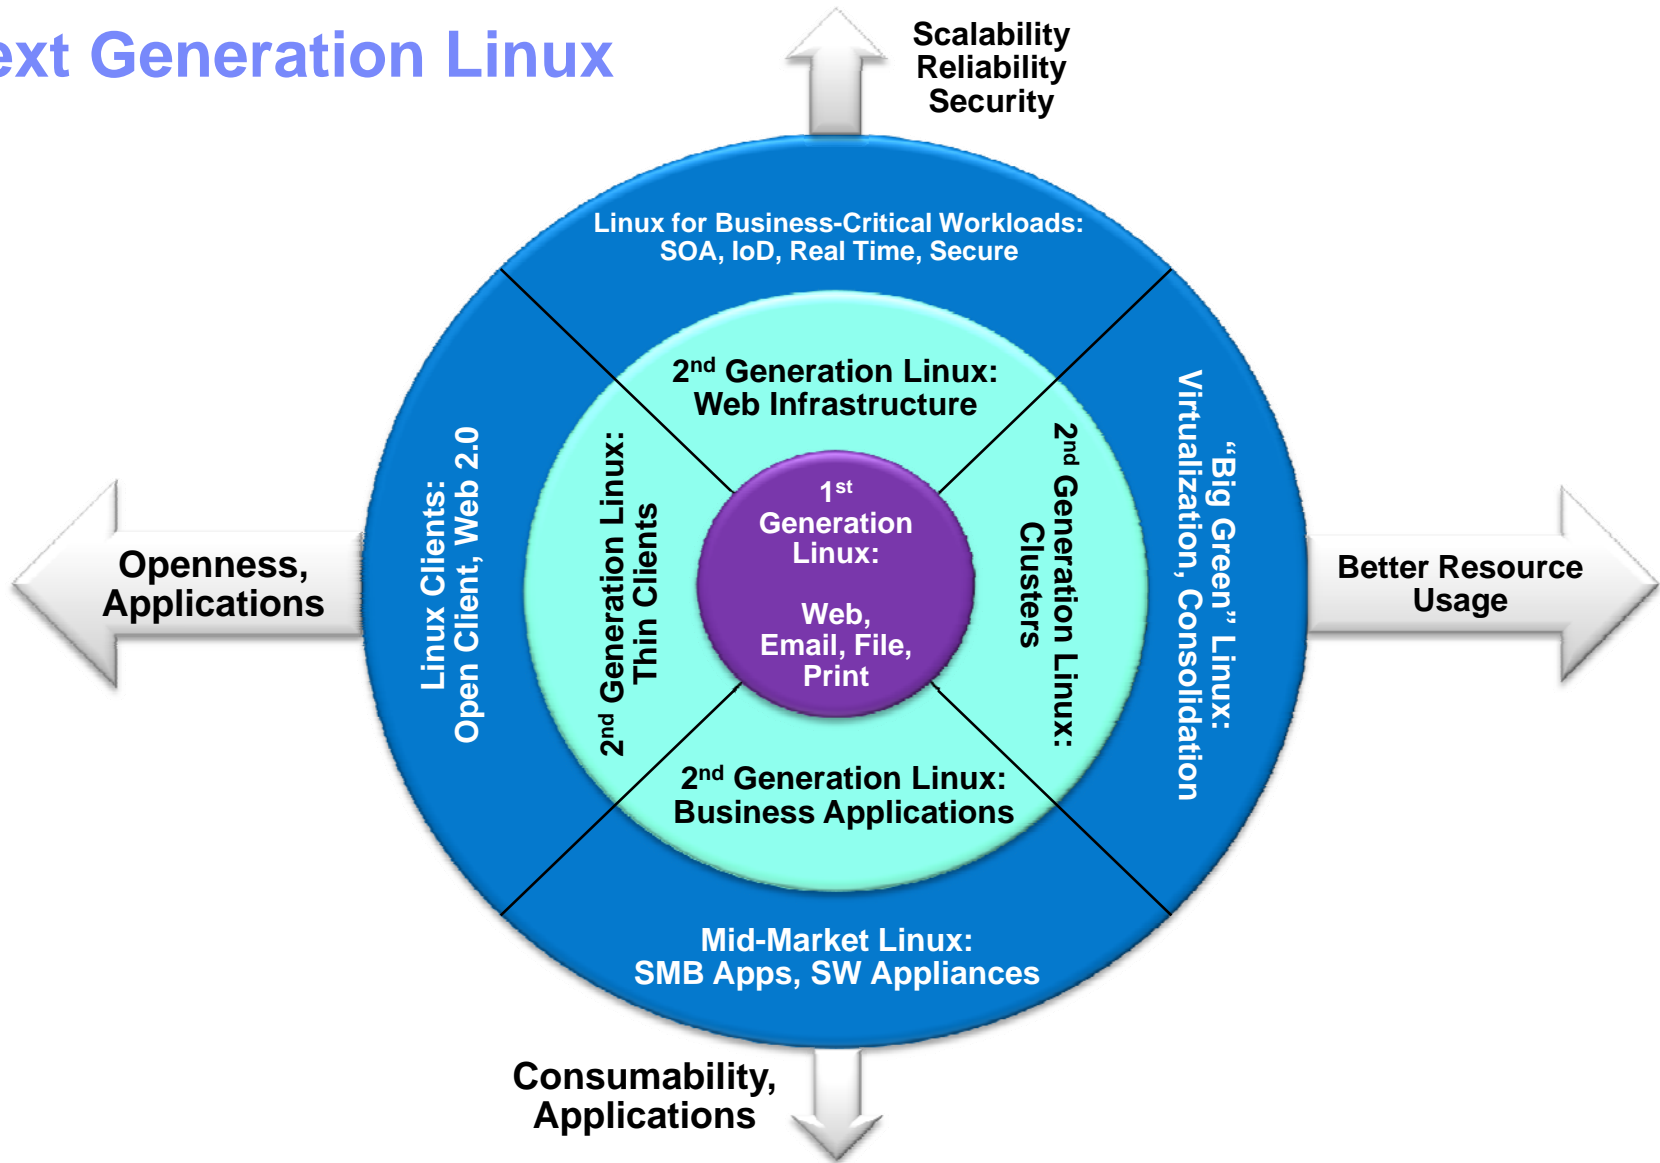 ext Generation Linux
Scalability
Reliability
Security
Linux for Business-Critical Workloads:
SOA, IoD, Real Time, Secure
2nd Generation Linux:
Web Infrastructure
Linux Clients:
Open Client, Web 2.0
2nd Generation Linux:
Thin Clients
1st
Generation
Linux:
Web,
Email, File,
Print
2nd Generation Linux:
Clusters
“Big Green” Linux:
Virtualization, Consolidation
Openness,
Applications
Better Resource
Usage
2nd Generation Linux:
Business Applications
Mid-Market Linux:
SMB Apps, SW Appliances
Consumability,
Applications